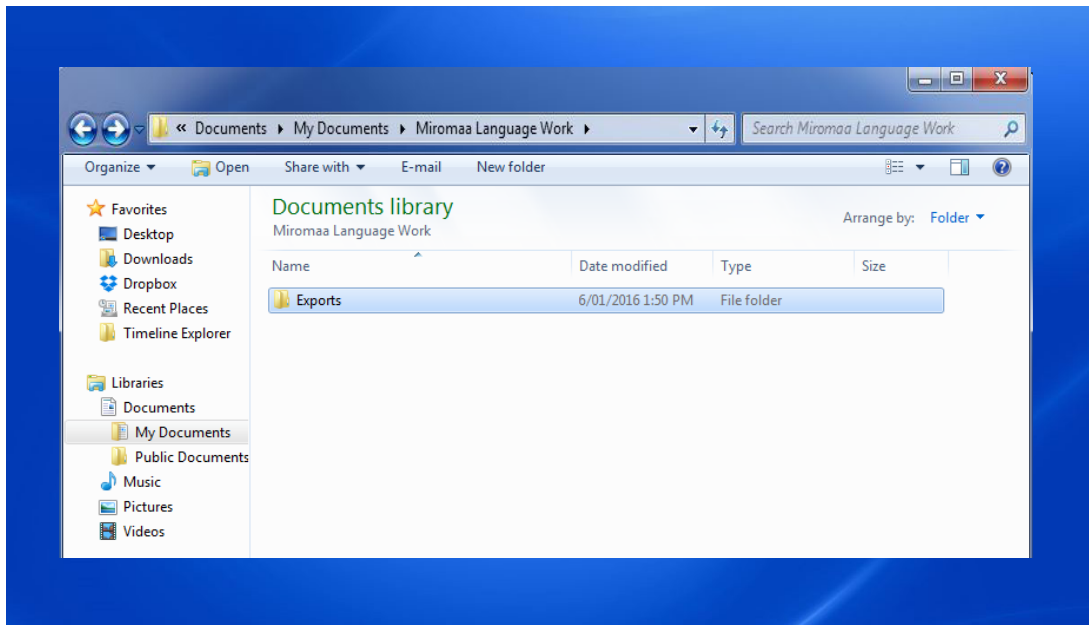 « Documents ▸ My Documents ▸ Miromaa Language Work ▸
Search Miromaa Language Work
Organize Open Share with E-mail New folder
Favorites
Desktop
Downloads
Dropbox
Recent Places
Timeline Explorer
Libraries
Documents
My Documents
Public Documents
Music
Pictures
Videos
Documents library
Miromaa Language Work
Arrange by: Folder
Name Date modified Type Size
Exports 6/01/2016 1:50 PM File folder